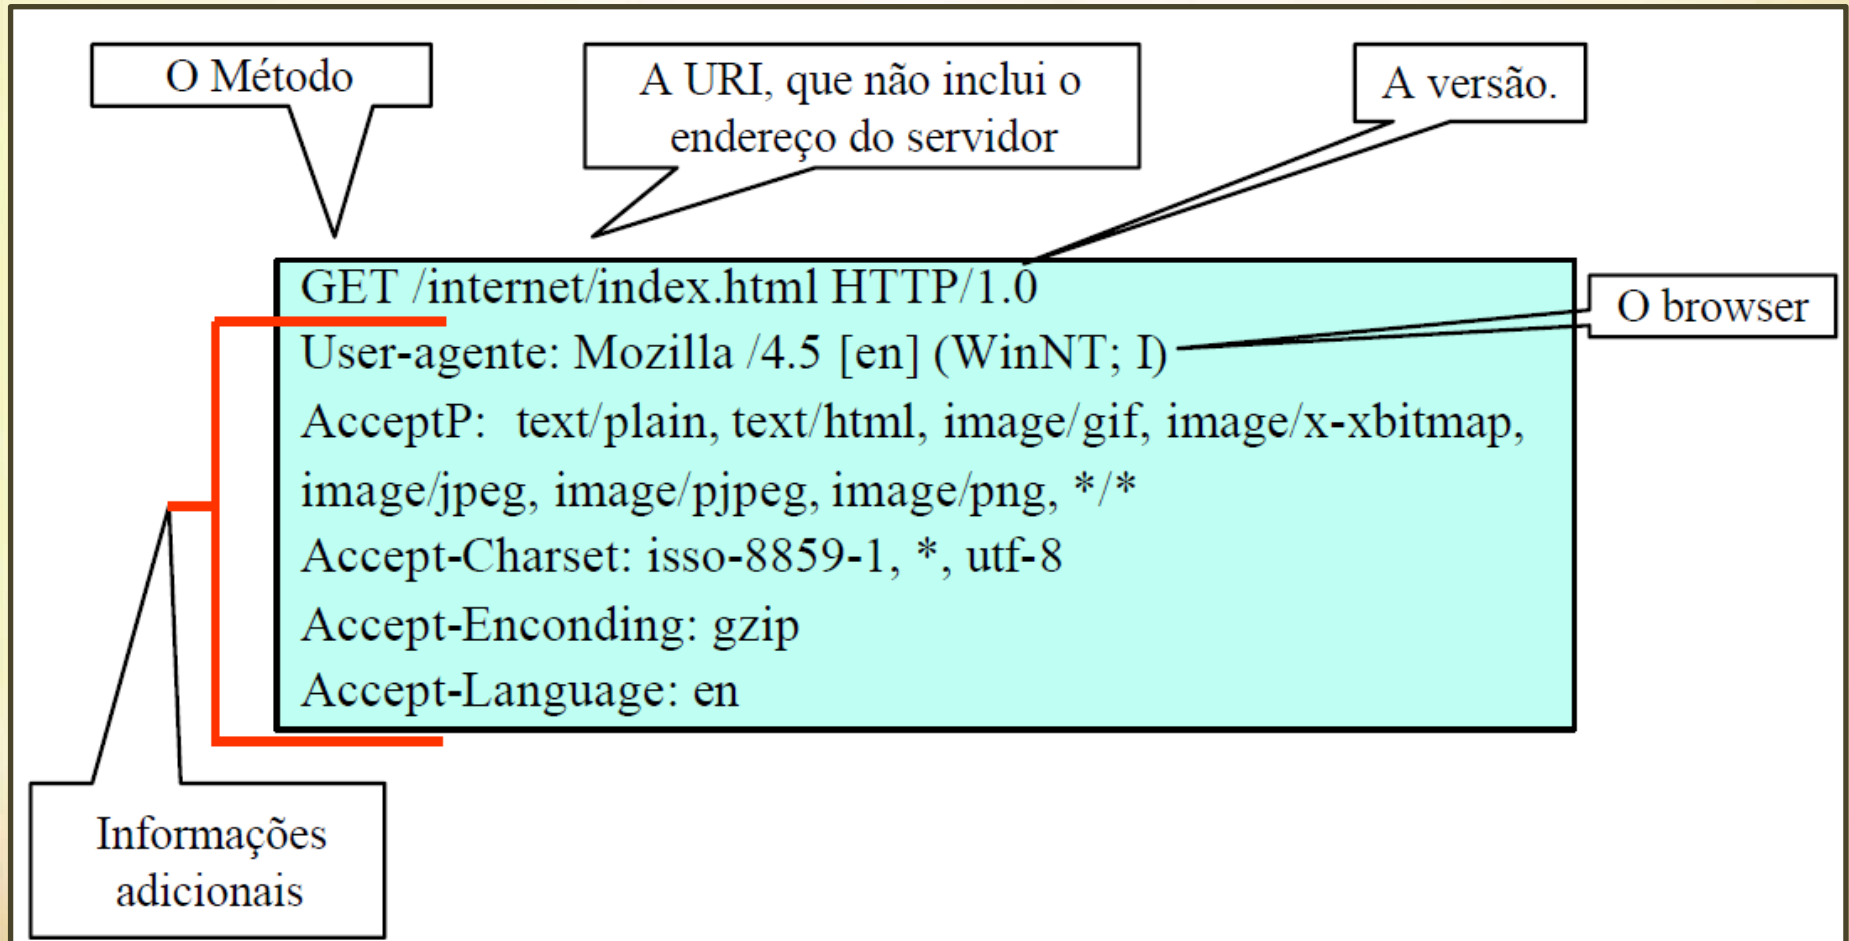 O Método
A URI, que não inclui o
endereço do servidor
A versão.
GET /internet/index.html HTTP/1.0
O browser
User-agente: Mozilla /4.5 [en] (WinNT; I)
AcceptP: text/plain, text/html, image/gif, image/x-xbitmap,
image/jpeg, image/pjpeg, image/png, */*
Accept-Charset: isso-8859-1, *, utf-8
Accept-Enconding: gzip
Accept-Language: en
Informações
adicionais